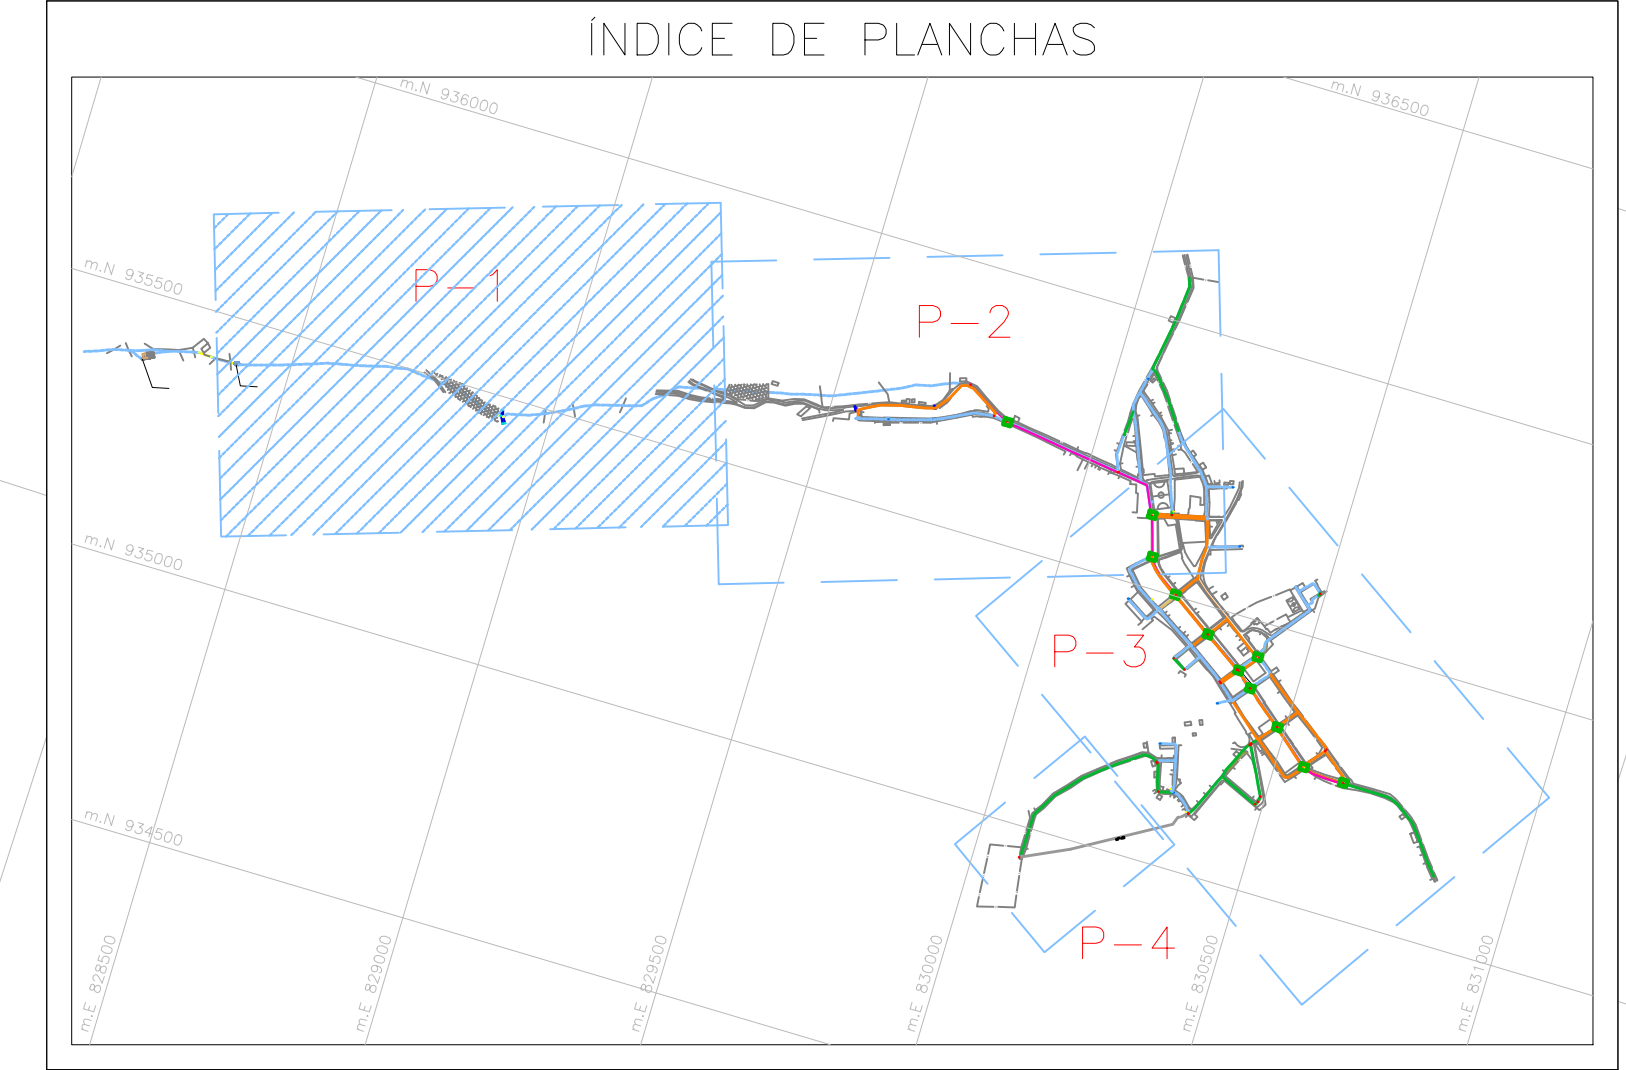 ÍNDICE DE PLANCHAS
m.N 936000
m.N 936500
m.N 935500
P-1
P-2
m.N 935000
P-3
m.N 934500
P-4
m.E 828500
m.E 829000
m.E 829500
m.E 830000
m.E 830500
m.E 831000